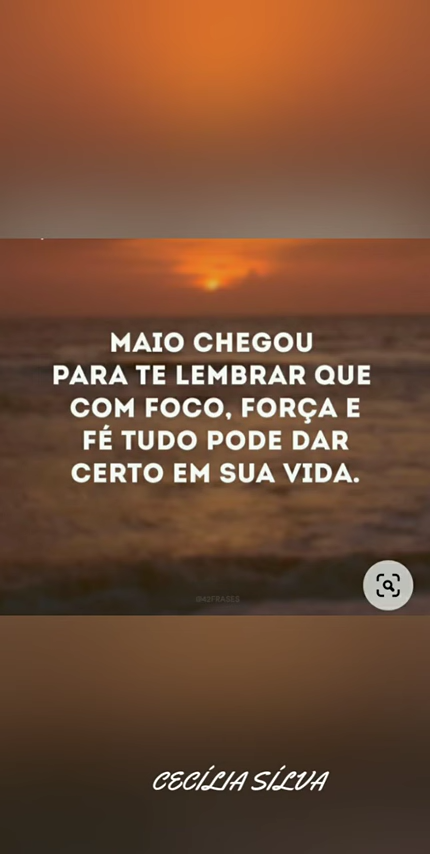 MAIO CHEGOU
PARA TE LEMBRAR QUE
COM FOCO, FORÇA E
FÉ TUDO PODE DAR
CERTO EM SUA VIDA.
CECÍLIA SÍLVA